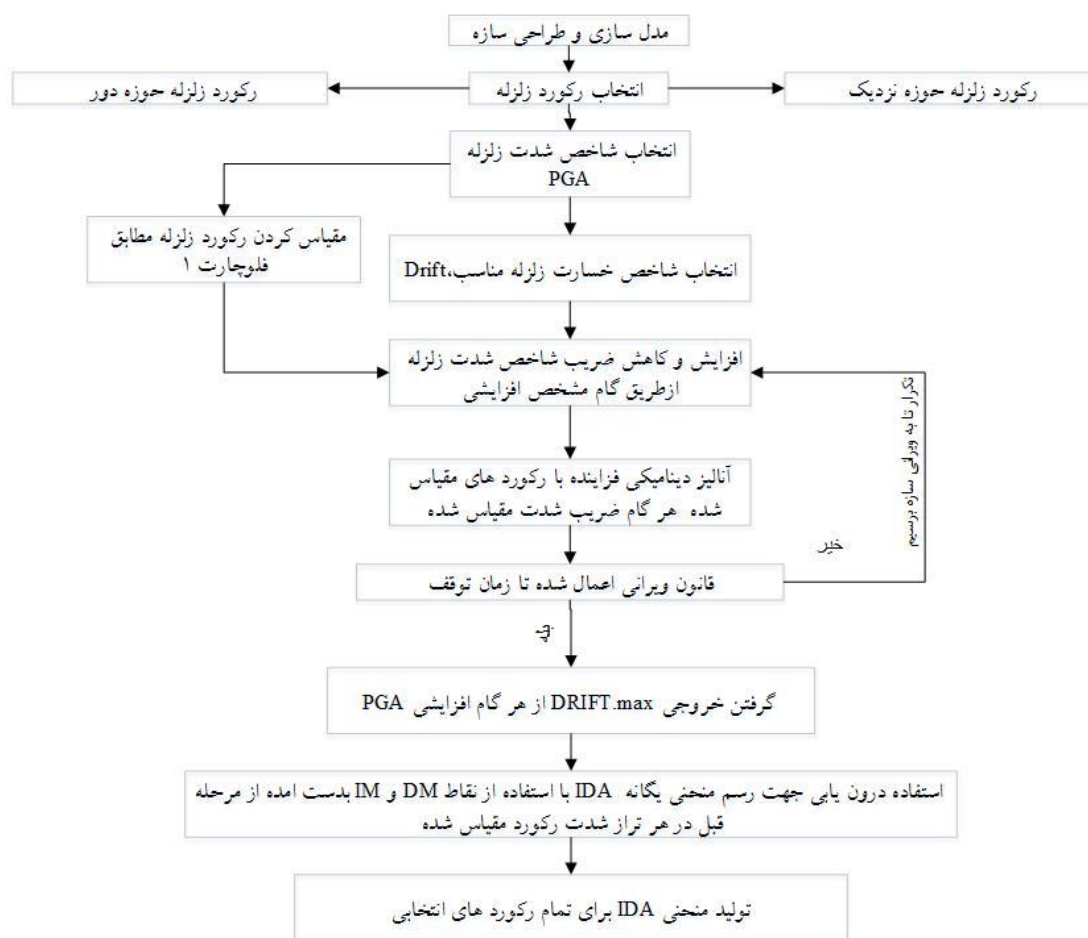 مدل سازی و طراحی سازه
رکورد زلزله حوزه نزدیک
انتخاب رکورد زلزله
رکورد زلزله حوزه دور
انتخاب شاخص شدت زلزله
PGA
مقیاس کردن رکورد زلزله مطابق
فلوچارت ۱
انتخاب شاخص خسارت زلزله مناسب،Drift
افزایش و کاهش ضریب شاخص شدت زلزله
ازطریق گام مشخص افزایشی
تکرار تا به ویرانی سازه برسیم
آنالیز دینامیکی فزاینده با رکورد های مقیاس
شده هر گام ضریب شدت مقیاس شده
خیر
قانون ویرانی اعمال شده تا زمان توقف
بله
گرفتن خروجی DRIFT.max از هر گام افزایشی PGA
استفاده درون یابی جهت رسم منحنی یگانه IDA با استفاده از نقاط DM و IM بدست امده از مرحله
قبل در هر تراز شدت رکورد مقیاس شده
تولید منحنی IDA برای تمام رکورد های انتخابی